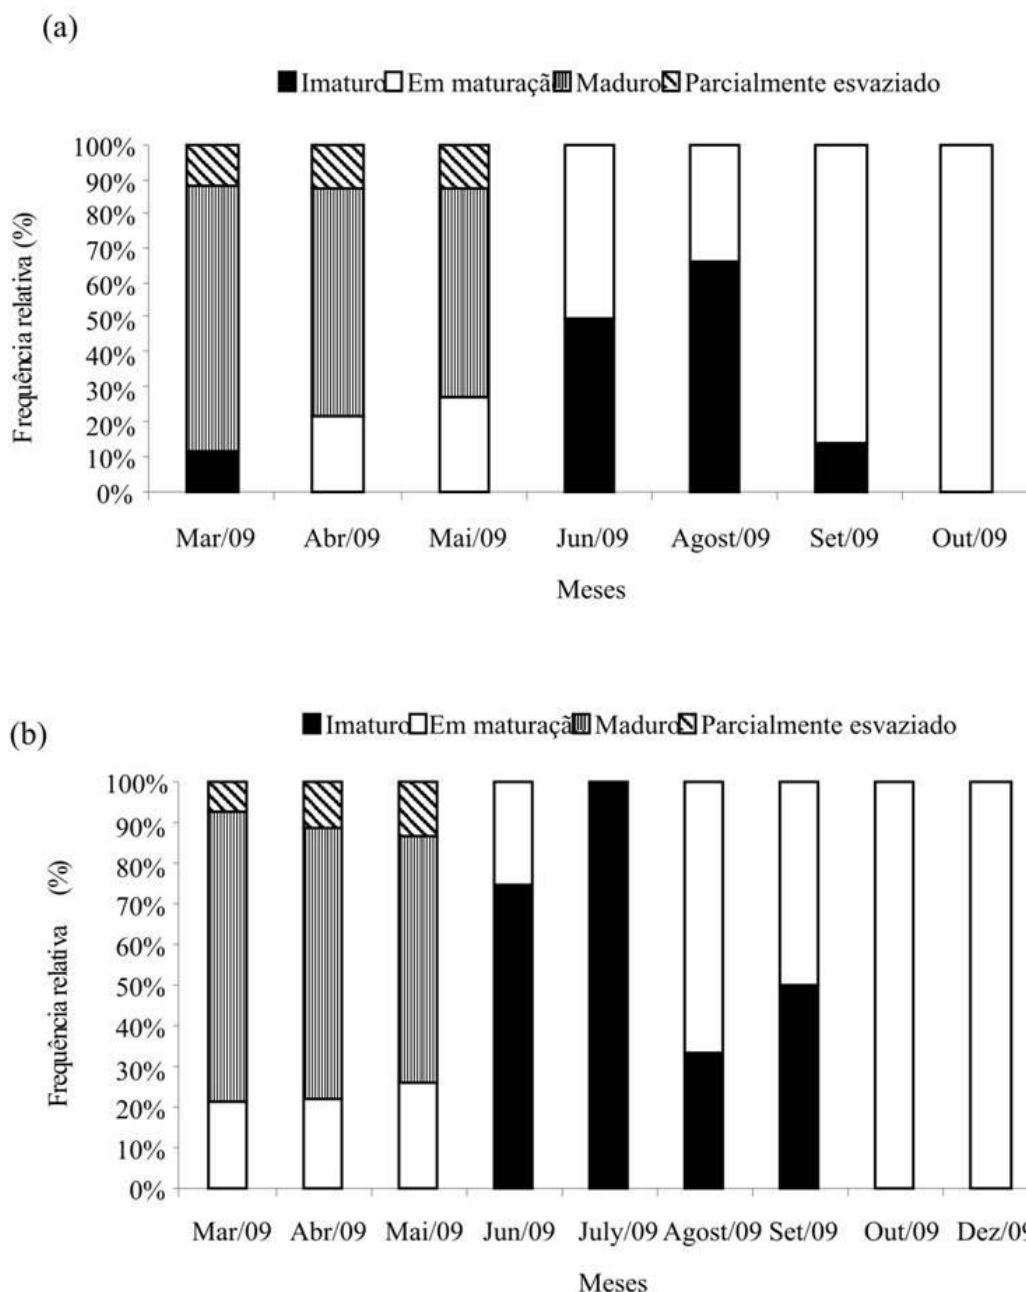 (a)
Imaturo Em maturação Maduro Parcialmente esvaziado
100%
90%
80%
70%
60%
50%
40%
30%
20%
10%
0%
Frequência relativa (%)
Mar/09 Abr/09 Mai/09 Jun/09 Agost/09 Set/09 Out/09
Meses
(b)
Imaturo Em maturaçã Maduro Parcialmente esvaziado
100%
90%
80%
70%
60%
50%
40%
30%
20%
10%
0%
Frequência relativa (%)
Mar/09 Abr/09 Mai/09 Jun/09 July/09 Agost/09 Set/09 Out/09 Dez/09
Meses